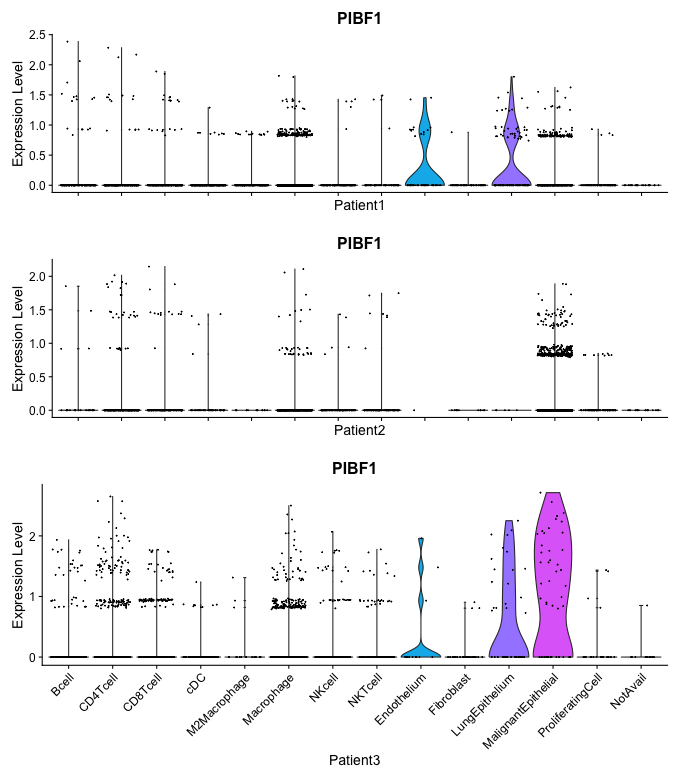 PIBF1
Expression Level
2.5
2.0
1.5
1.0
0.5
0.0
Patient1
PIBF1
Expression Level
2.0
1.5
1.0
0.5
0.0
Patient2
PIBF1
Expression Level
2
1
0
Bcell
CD4Tcell
CD8Tcell
cDC
M2Macrophage
Macrophage
NKcell
NKTcell
Endothelium
Fibroblast
LungEpithelium
MalignantEpithelial
ProliferatingCell
NotAvail
Patient3